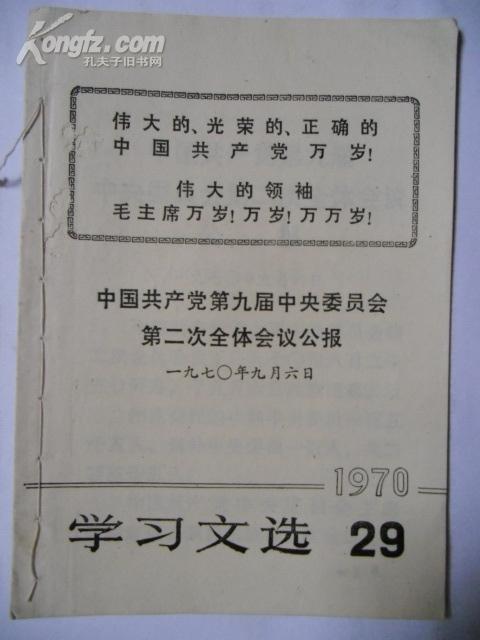 Kongfz.com
孔夫子旧书网
伟大的、光荣的、正确的
中国共产党万岁！
伟大的领袖
毛主席万岁！万岁！万万岁！
中国共产党第九届中央委员会
第二次全体会议公报
一九七〇年九月六日
1970
学习文选 29